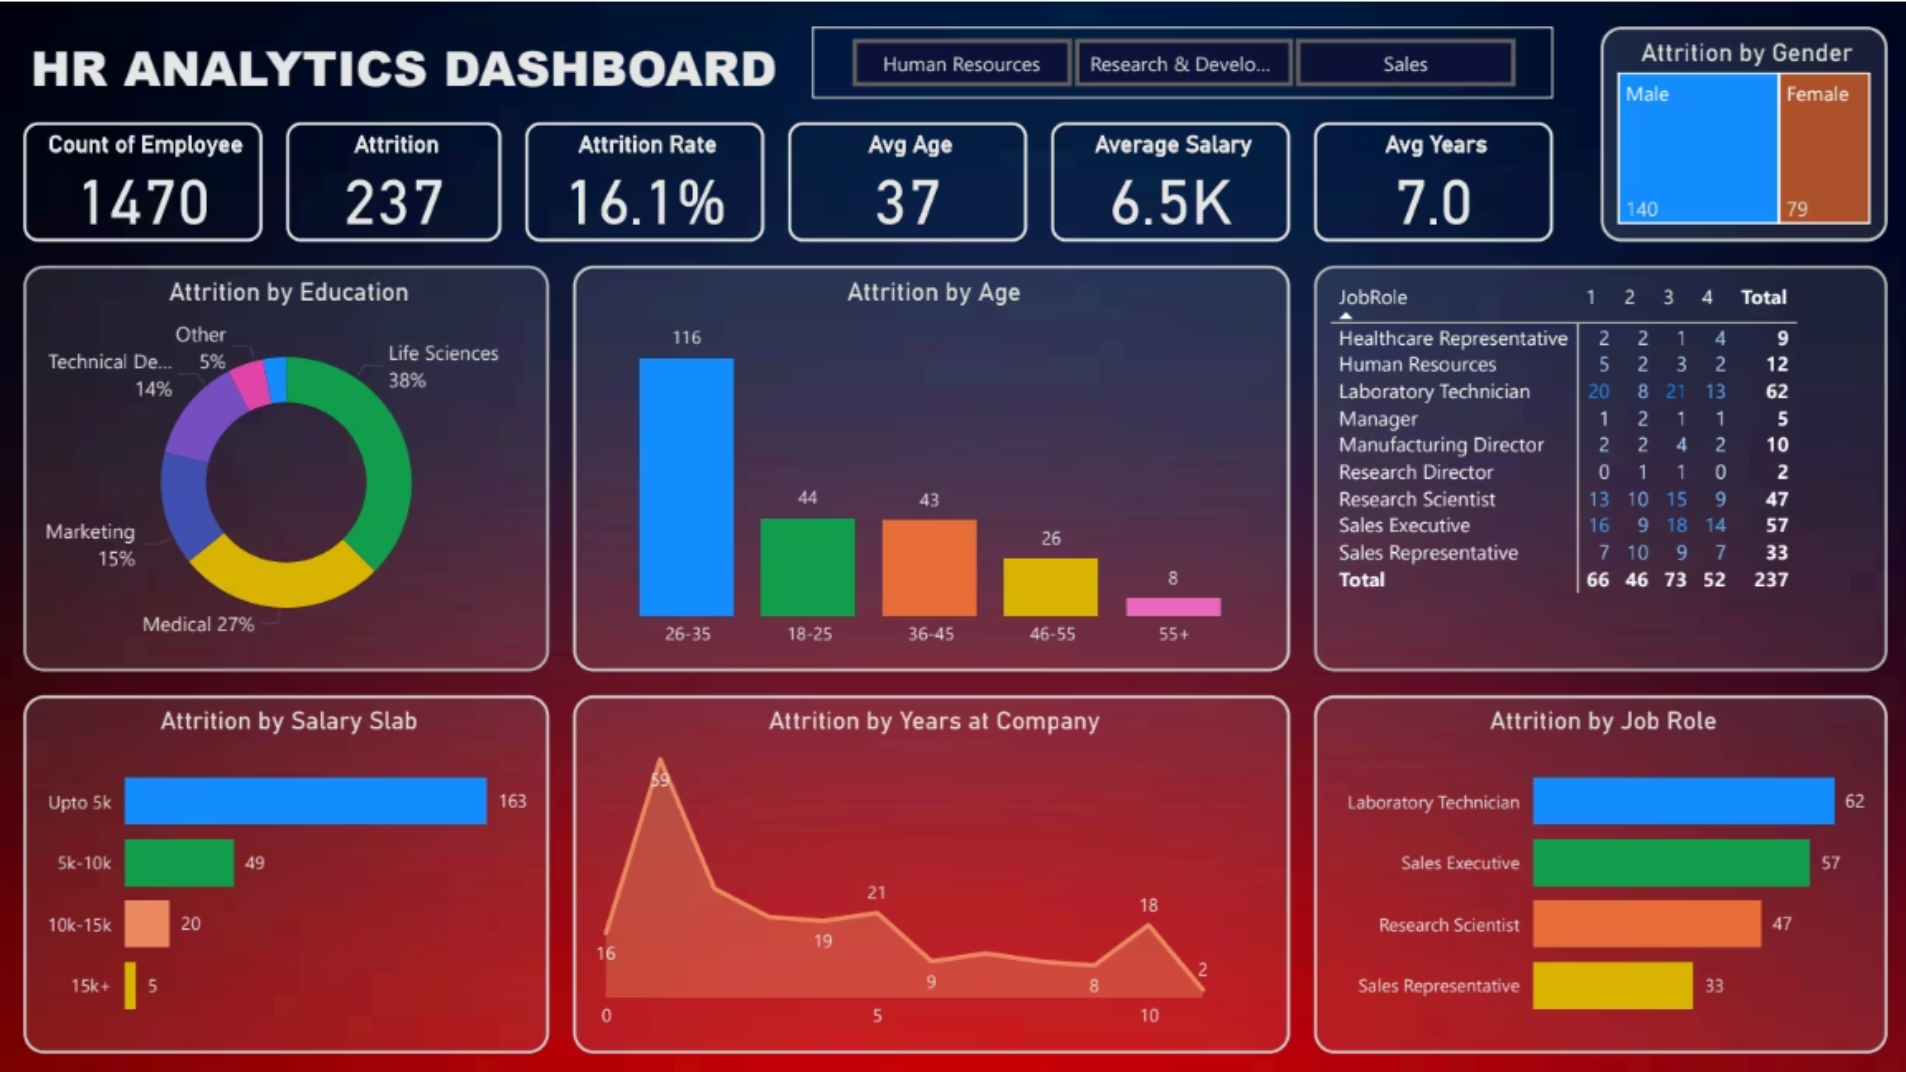 HR ANALYTICS DASHBOARD
Human Resources
Research & Develo...
Sales
Attrition by Gender
Male
Female
140
79
Count of Employee
1470
Attrition
237
Attrition Rate
16.1%
Avg Age
37
Average Salary
6.5K
Avg Years
7.0
Attrition by Education
Other
5%
Technical De...
14%
Life Sciences
38%
Marketing
15%
Medical 27%
Attrition by Age
116
44
43
26
8
26-35
18-25
36-45
46-55
55+
JobRole 1 2 3 4 Total
Healthcare Representative 2 2 1 4 9
Human Resources 5 2 3 2 12
Laboratory Technician 20 8 21 13 62
Manager 1 2 1 1 5
Manufacturing Director 2 2 4 2 10
Research Director 0 1 1 0 2
Research Scientist 13 10 15 9 47
Sales Executive 16 9 18 14 57
Sales Representative 7 10 9 7 33
Total 66 46 73 52 237
Attrition by Salary Slab
Upto 5k 163
5k-10k 49
10k-15k 20
15k+ 5
Attrition by Years at Company
59
16
19
21
9
8
18
2
0
5
10
Attrition by Job Role
Laboratory Technician 62
Sales Executive 57
Research Scientist 47
Sales Representative 33